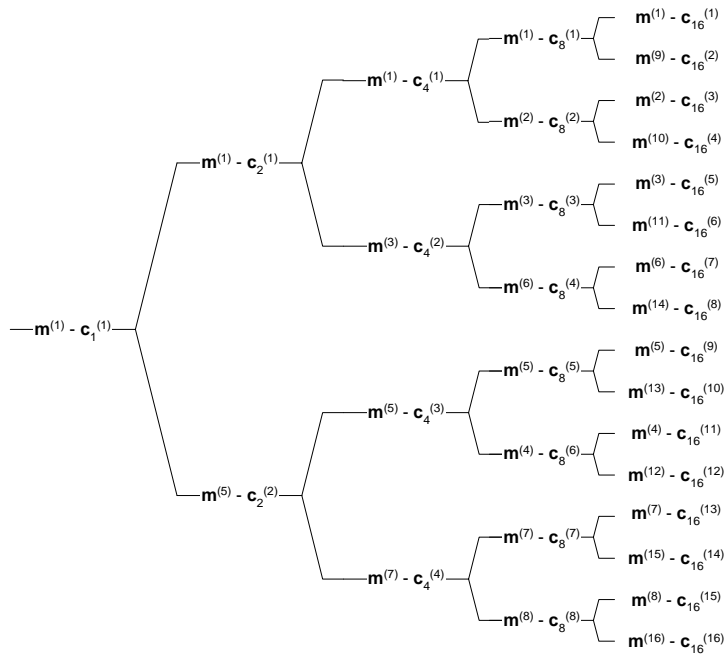 m(1) - c1(1)
m(1) - c2(1)
m(5) - c2(2)
m(1) - c4(1)
m(3) - c4(2)
m(5) - c4(3)
m(7) - c4(4)
m(1) - c8(1)
m(2) - c8(2)
m(3) - c8(3)
m(6) - c8(4)
m(5) - c8(5)
m(4) - c8(6)
m(7) - c8(7)
m(8) - c8(8)
m(1) - c16(1)
m(9) - c16(2)
m(2) - c16(3)
m(10) - c16(4)
m(3) - c16(5)
m(11) - c16(6)
m(6) - c16(7)
m(14) - c16(8)
m(5) - c16(9)
m(13) - c16(10)
m(4) - c16(11)
m(12) - c16(12)
m(7) - c16(13)
m(15) - c16(14)
m(8) - c16(15)
m(16) - c16(16)